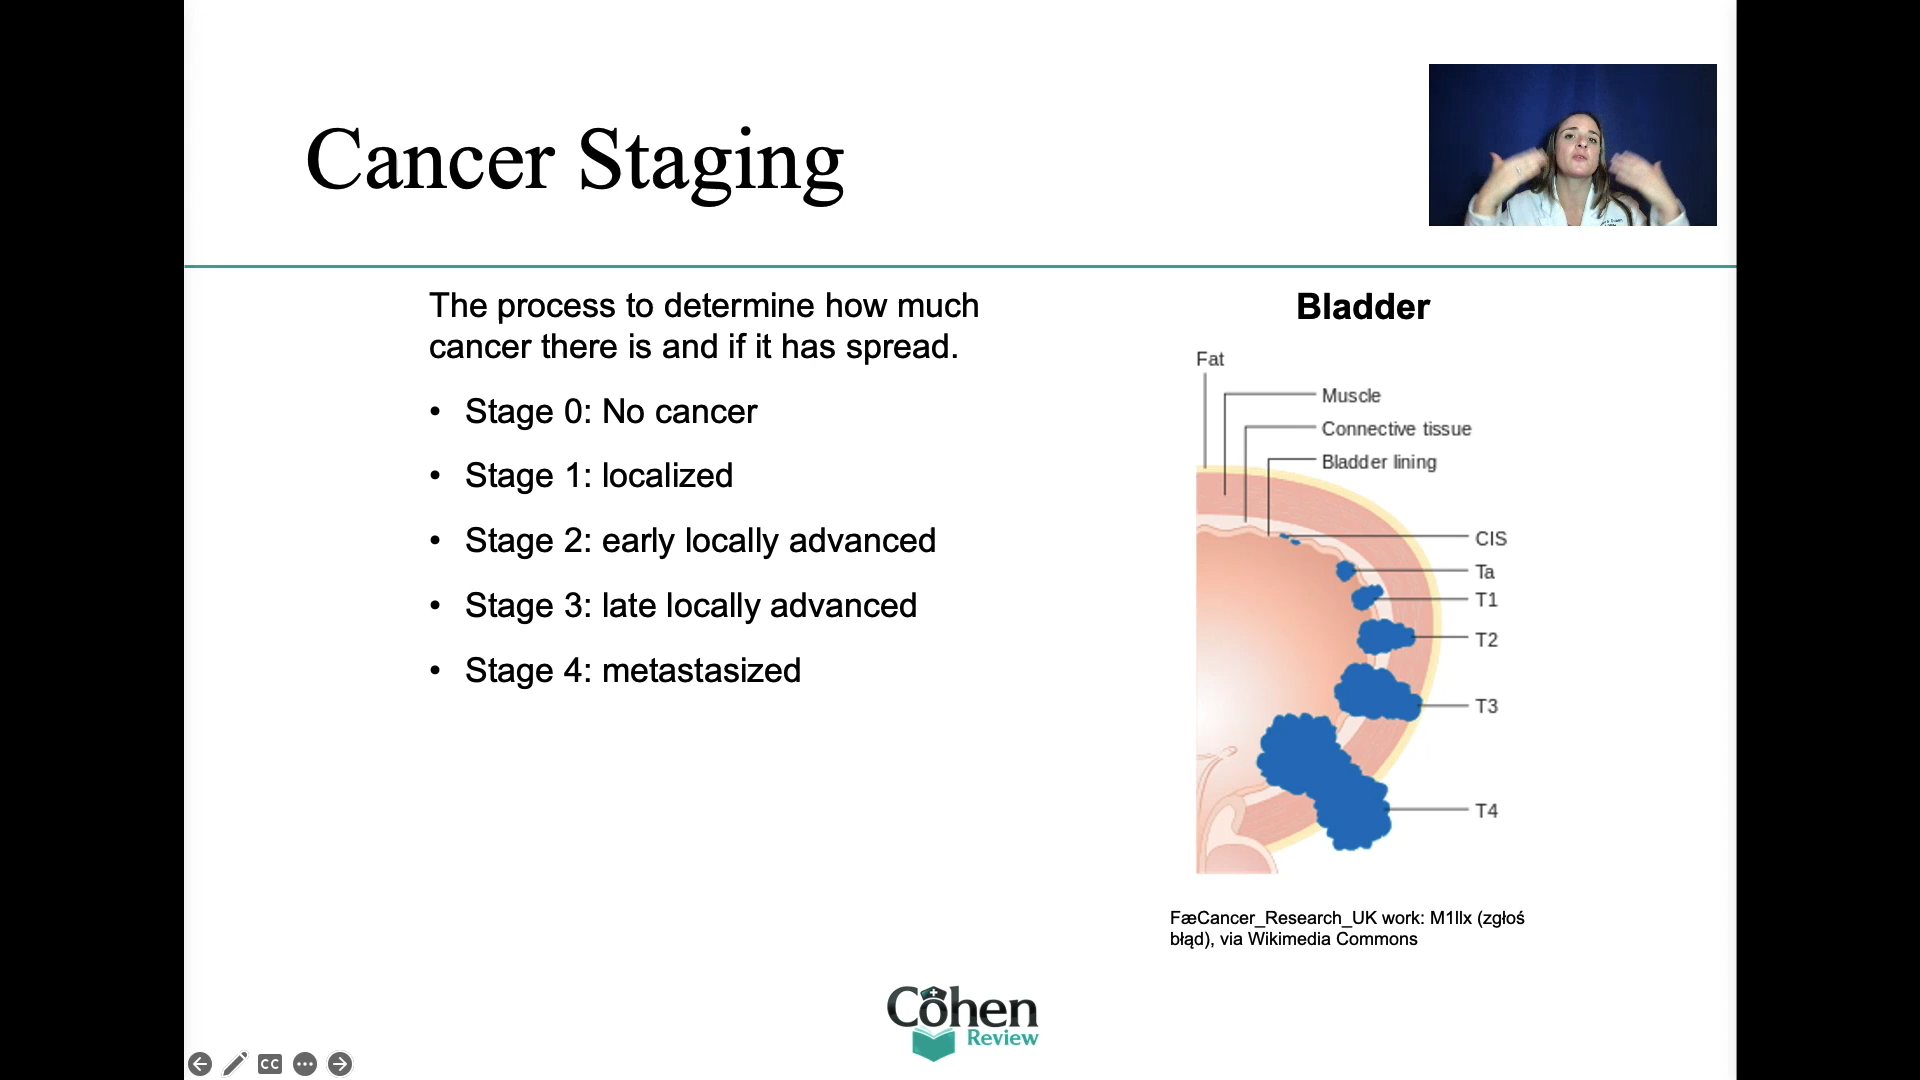 Cancer Staging
The process to determine how much
cancer there is and if it has spread.
• Stage 0: No cancer
• Stage 1: localized
• Stage 2: early locally advanced
• Stage 3: late locally advanced
• Stage 4: metastasized
Bladder
Fat
Muscle
Connective tissue
Bladder lining
CIS
Ta
T1
T2
T3
T4
FæCancer_Research_UK work: M1llx (zgłoś
błąd), via Wikimedia Commons
Cohen
Review
CC